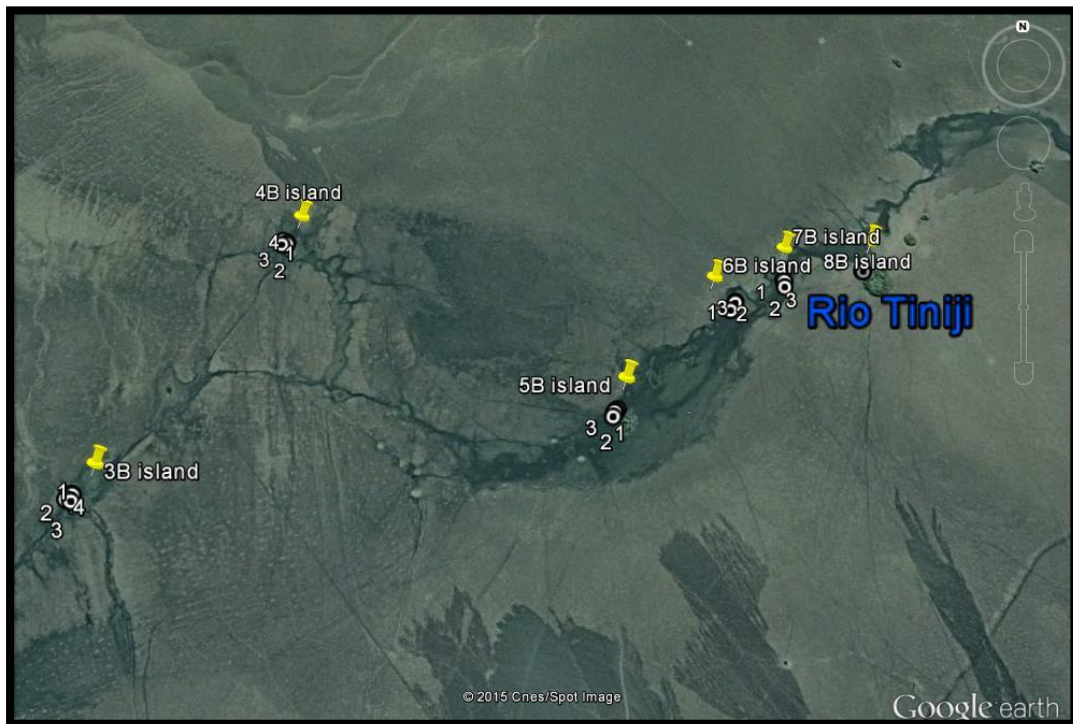 N
4B island
4 1
3 2
7B island
6B island 8B island
1 3
1 3 2 2
Rio Tiniji
5B island
3 1
2
3B island
1 4
2
3
© 2015 Cnes/Spot Image
Google earth